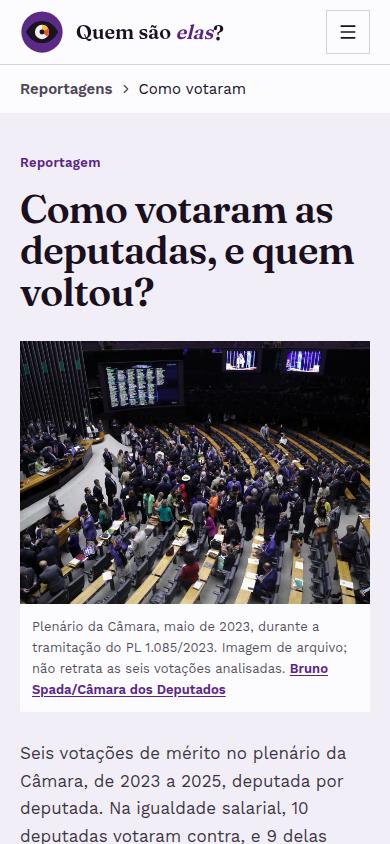 Quem são elas?
Reportagens > Como votaram
Reportagem
Como votaram as
deputadas, e quem
voltou?
Plenário da Câmara, maio de 2023, durante a
tramitação do PL 1.085/2023. Imagem de arquivo;
não retrata as seis votações analisadas. Bruno
Spada/Câmara dos Deputados
Seis votações de mérito no plenário da
Câmara, de 2023 a 2025, deputada por
deputada. Na igualdade salarial, 10
deputadas votaram contra, e 9 delas